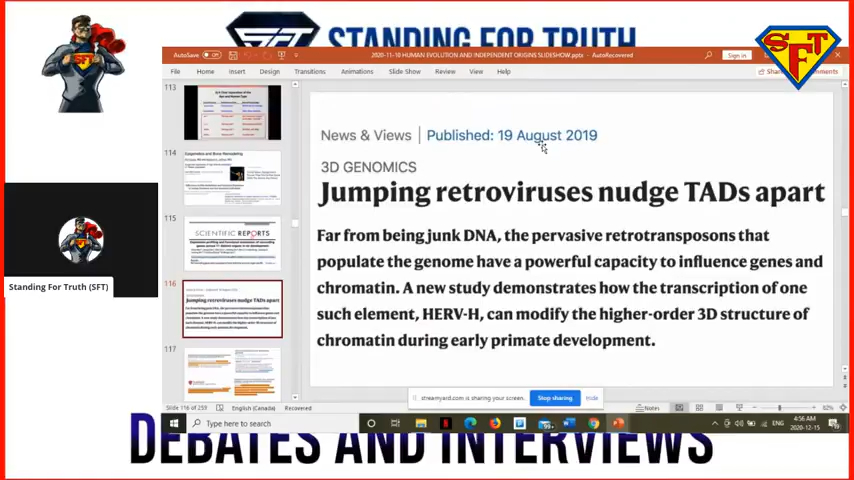 STANDING FOR TRUTH
SFT
AutoSave
2020-11-10 HUMAN EVOLUTION AND INDEPENDENT ORIGINS SLIDESHOW.pptx - AutoRecovered
Sign in
File Home Insert Design Transitions Animations Slide Show Review View Help
Comments
113
114
115
SCIENTIFIC REPORTS
116
Jumping retroviruses nudge TADs apart
117
News & Views | Published: 19 August 2019
3D GENOMICS
Jumping retroviruses nudge TADs apart
Far from being junk DNA, the pervasive retrotransposons that
populate the genome have a powerful capacity to influence genes and
chromatin. A new study demonstrates how the transcription of one
such element, HERV-H, can modify the higher-order 3D structure of
chromatin during early primate development.
Standing For Truth (SFT)
streamyard.com is sharing your screen. Stop sharing Hide
Slide 116 of 259 English (Canada) Recovered Notes
Type here to search
99+
ENG
4:56 AM
2020-12-15
DEBATES AND INTERVIEWS